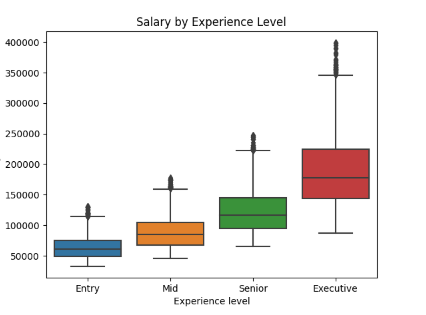 Salary by Experience Level
400000
350000
300000
250000
200000
150000
100000
50000
Entry Mid Senior Executive
Experience level